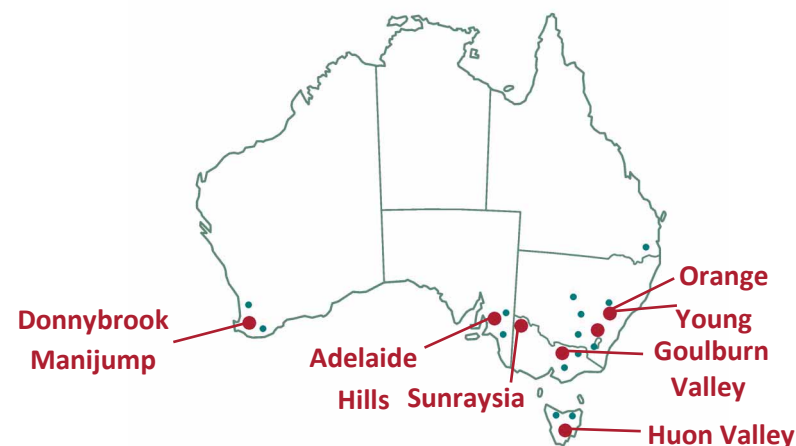 Orange
Young
Donnybrook
Manijump
Adelaide
Hills
Sunraysia
Goulburn
Valley
Huon Valley